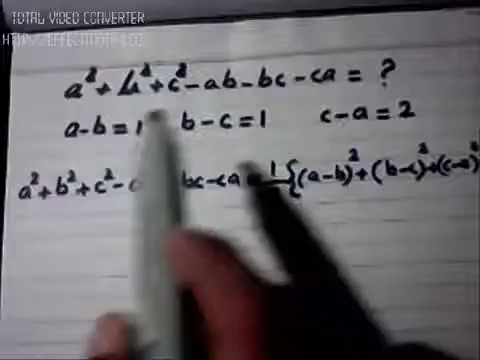 TOTAL VIDEO CONVERTER
a² + b² + c² - ab - bc - ca = ?
a - b = 1 b - c = 1 c - a = 2
a² + b² + c² - bc - ca = 1 {(a-b)² + (b-c)² + (c-a)²